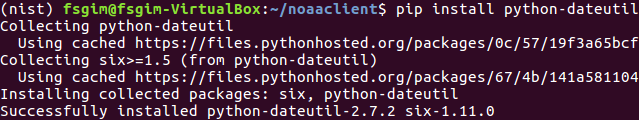 (nist) fsgim@fsgim-VirtualBox:~/noaaclient$ pip install python-dateutil
Collecting python-dateutil
  Using cached https://files.pythonhosted.org/packages/0c/57/19f3a65bcf
Collecting six>=1.5 (from python-dateutil)
  Using cached https://files.pythonhosted.org/packages/67/4b/141a581104
Installing collected packages: six, python-dateutil
Successfully installed python-dateutil-2.7.2 six-1.11.0